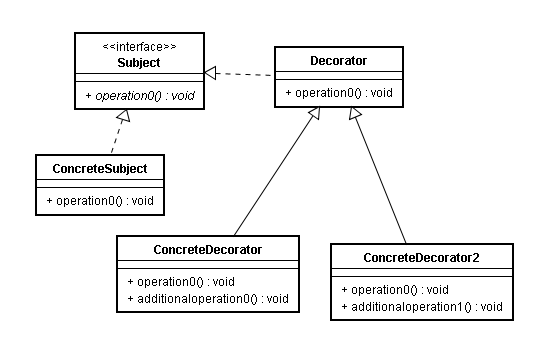 <<interface>>
Subject
+ operation0() : void
Decorator
+ operation0() : void
ConcreteSubject
+ operation0() : void
ConcreteDecorator
+ operation0() : void
+ additionaloperation0() : void
ConcreteDecorator2
+ operation0() : void
+ additionaloperation1() : void